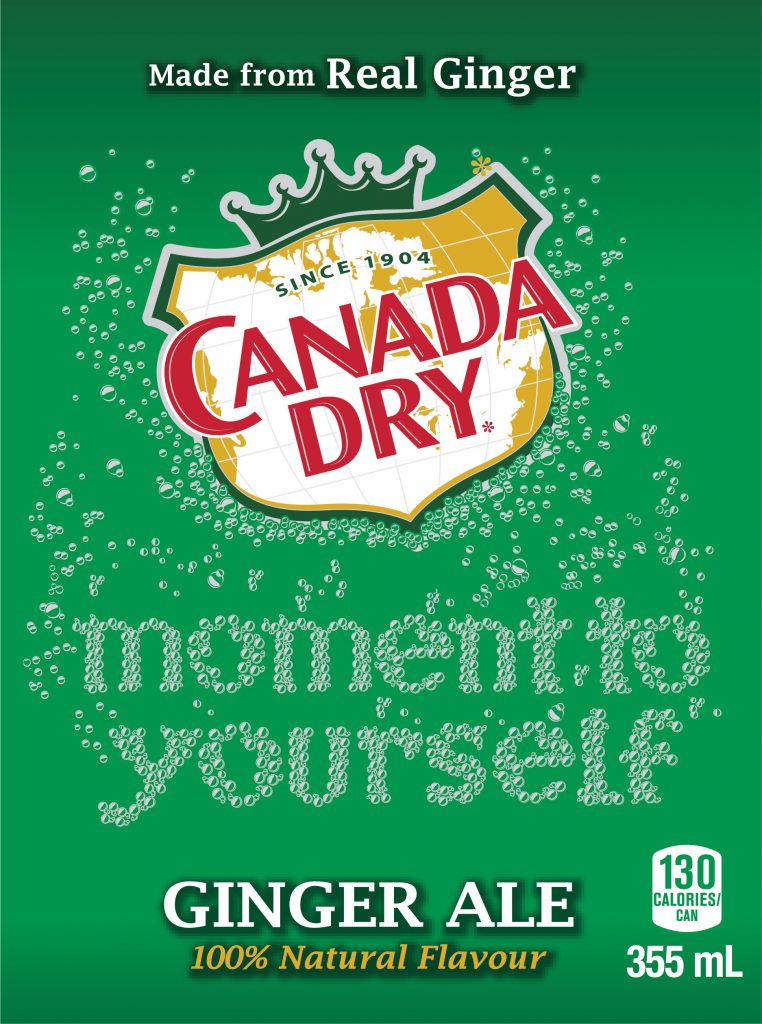 Made from Real Ginger
SINCE 1904
CANADA
DRY*
moment to
yourself
130
CALORIES/
CAN
GINGER ALE
100% Natural Flavour
355 mL